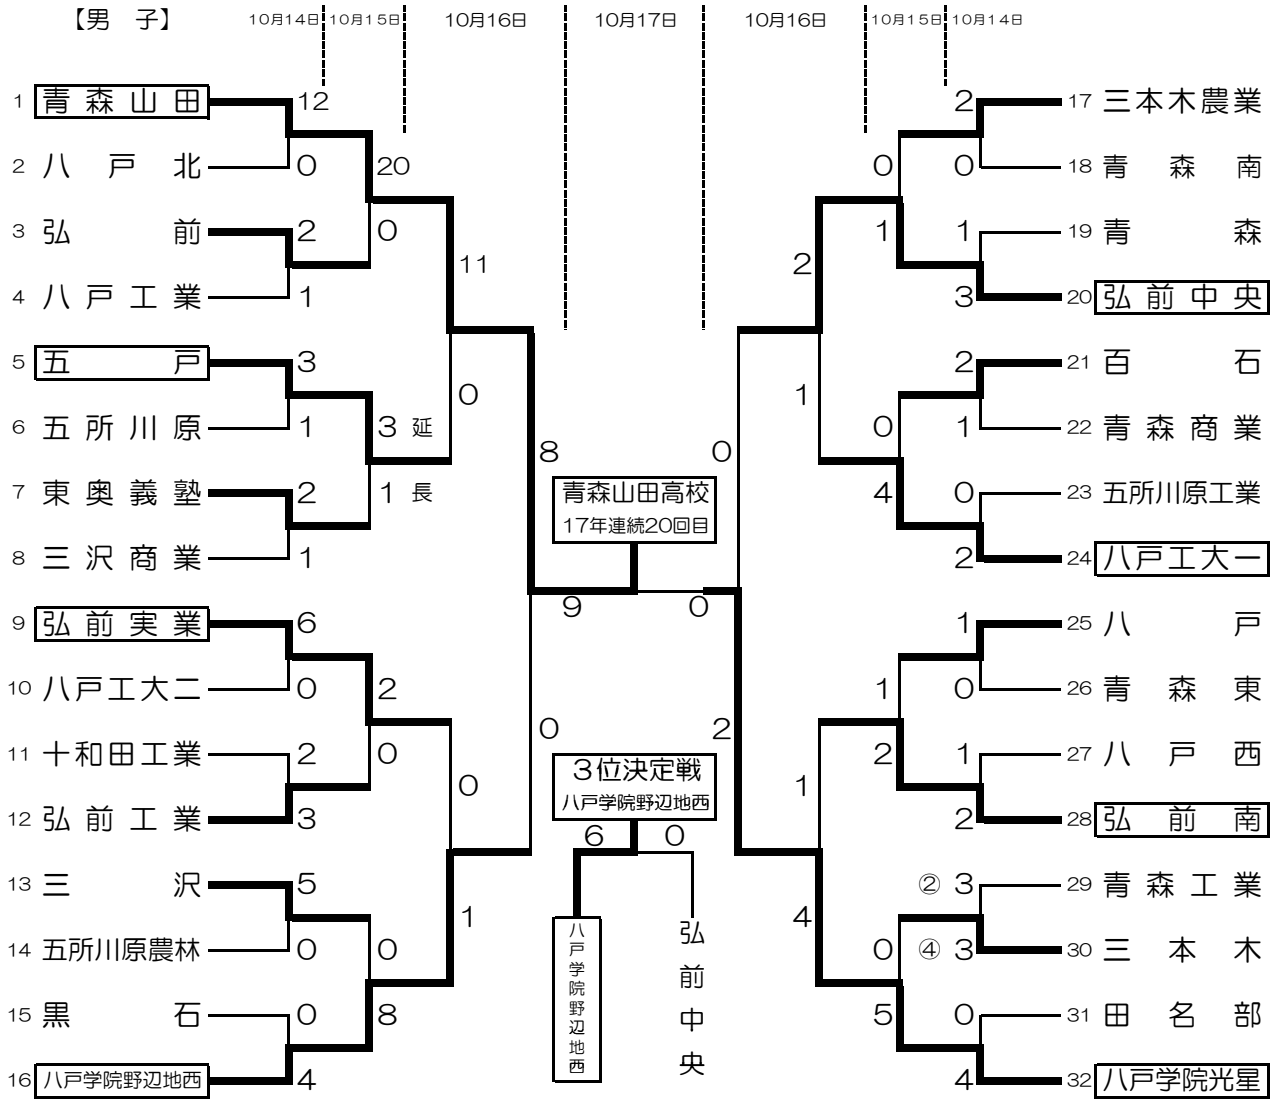 【男　子】
10月14日 10月15日 10月16日 10月17日 10月16日 10月15日 10月14日
1 青森山田 12
2 八戸北 0
20
3 弘前 2
0
4 八戸工業 1
11
5 五戸 3
0
6 五所川原 1
3 延
7 東奥義塾 2
1 長
8 三沢商業 1
8
9 弘前実業 6
10 八戸工大二 0
2
11 十和田工業 2
0
12 弘前工業 3
0
0
13 三沢 5
1
14 五所川原農林 0
0
15 黒石 0
8
16 八戸学院野辺地西 4
青森山田高校
17年連続20回目
9 0
3位決定戦
八戸学院野辺地西
6 0
八戸学院野辺地西
弘前中央
2 17 三本木農業
0 18 青森南
0
1 19 青森
1
3 20 弘前中央
2
2 21 百石
1
1 22 青森商業
0
0 23 五所川原工業
4
2 24 八戸工大一
0
1 25 八戸
0 26 青森東
1
1 27 八戸西
2
2 28 弘前南
2
1
② 3 29 青森工業
4
④ 3 30 三本木
0
0 31 田名部
5
4 32 八戸学院光星